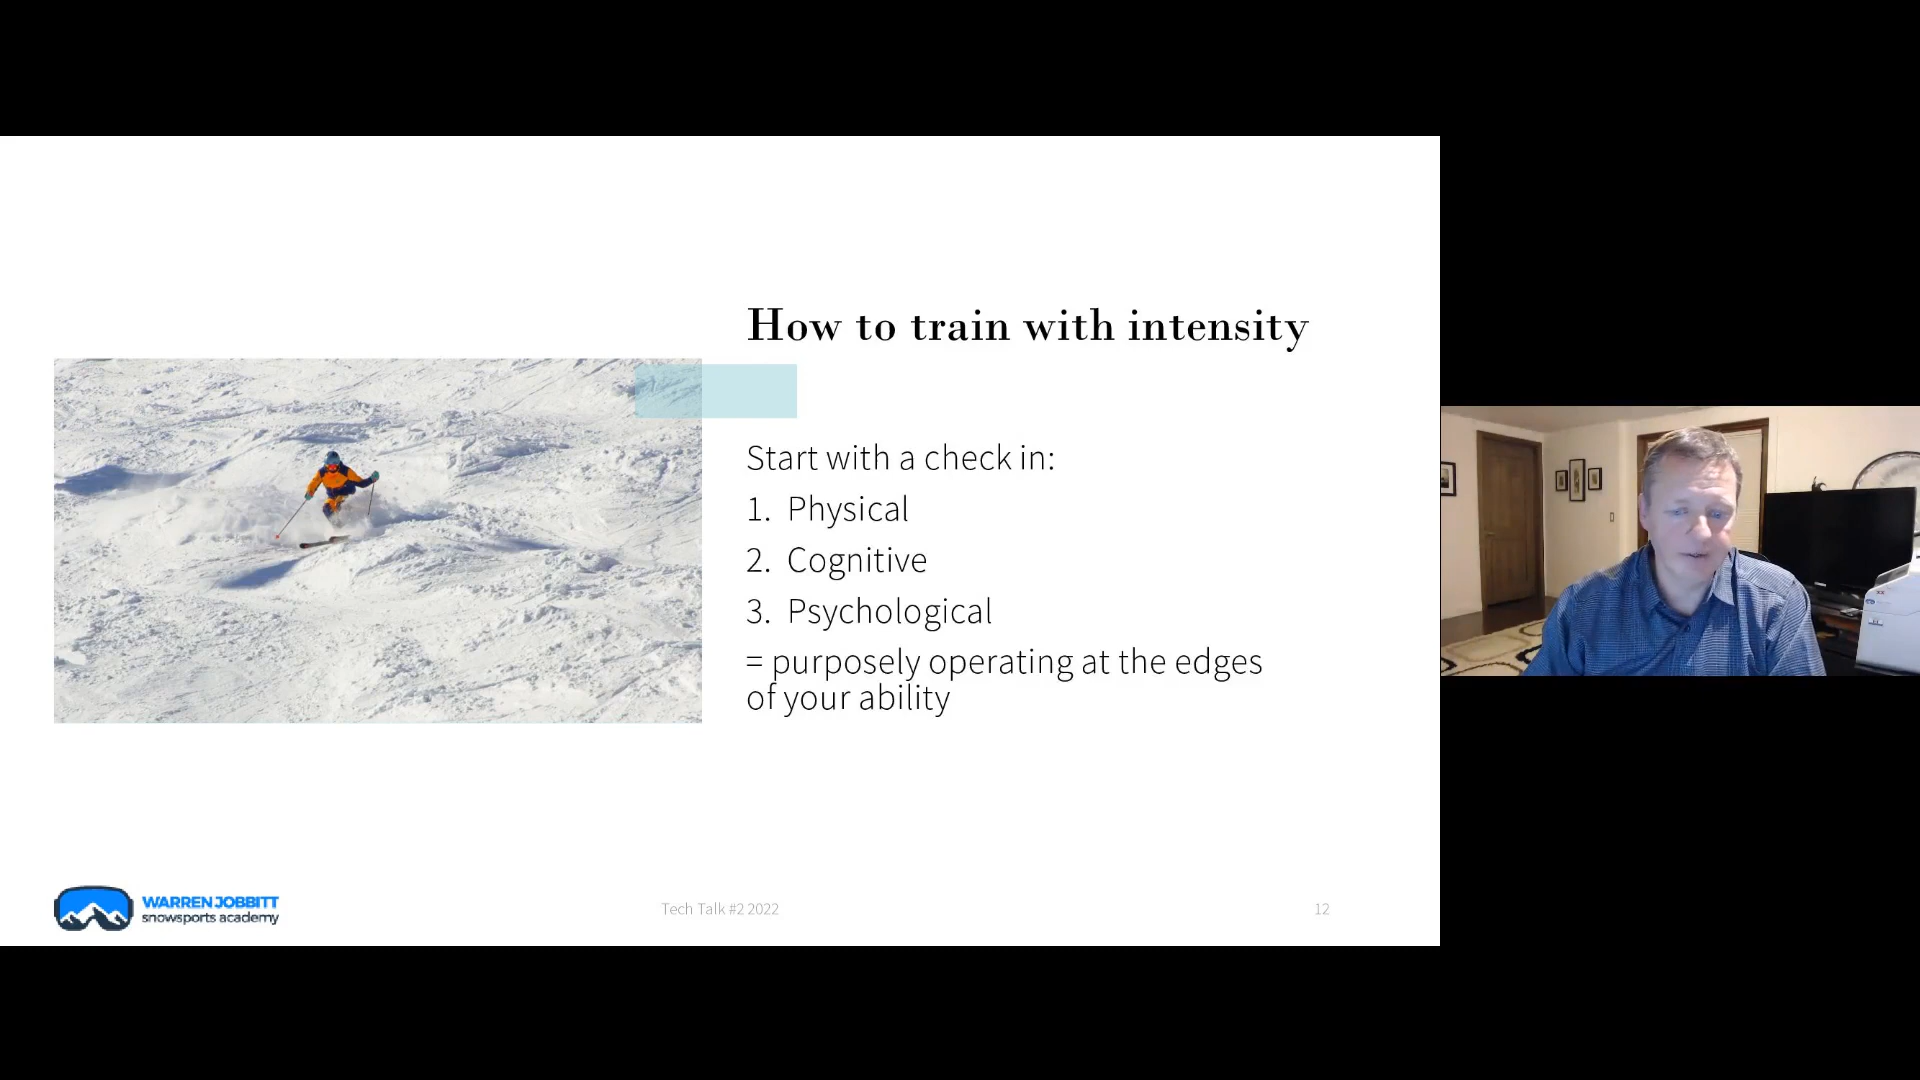 How to train with intensity
Start with a check in:
1. Physical
2. Cognitive
3. Psychological
= purposely operating at the edges
of your ability
WARREN JOBBITT
snowsports academy
Tech Talk #2 2022
12